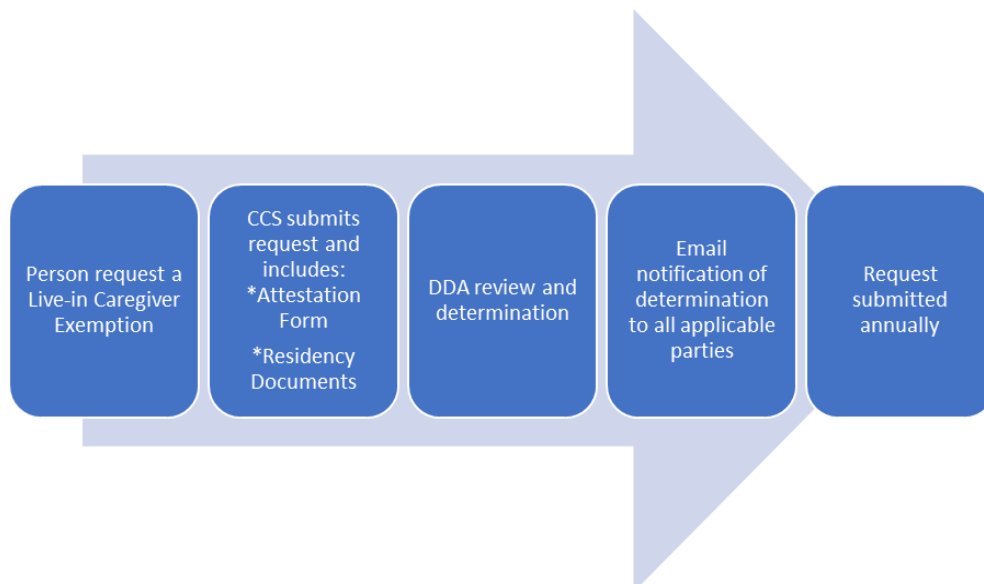 Person request a
Live-in Caregiver
Exemption
CCS submits
request and
includes:
*Attestation
Form
*Residency
Documents
DDA review and
determination
Email
notification of
determination
to all applicable
parties
Request
submitted
annually